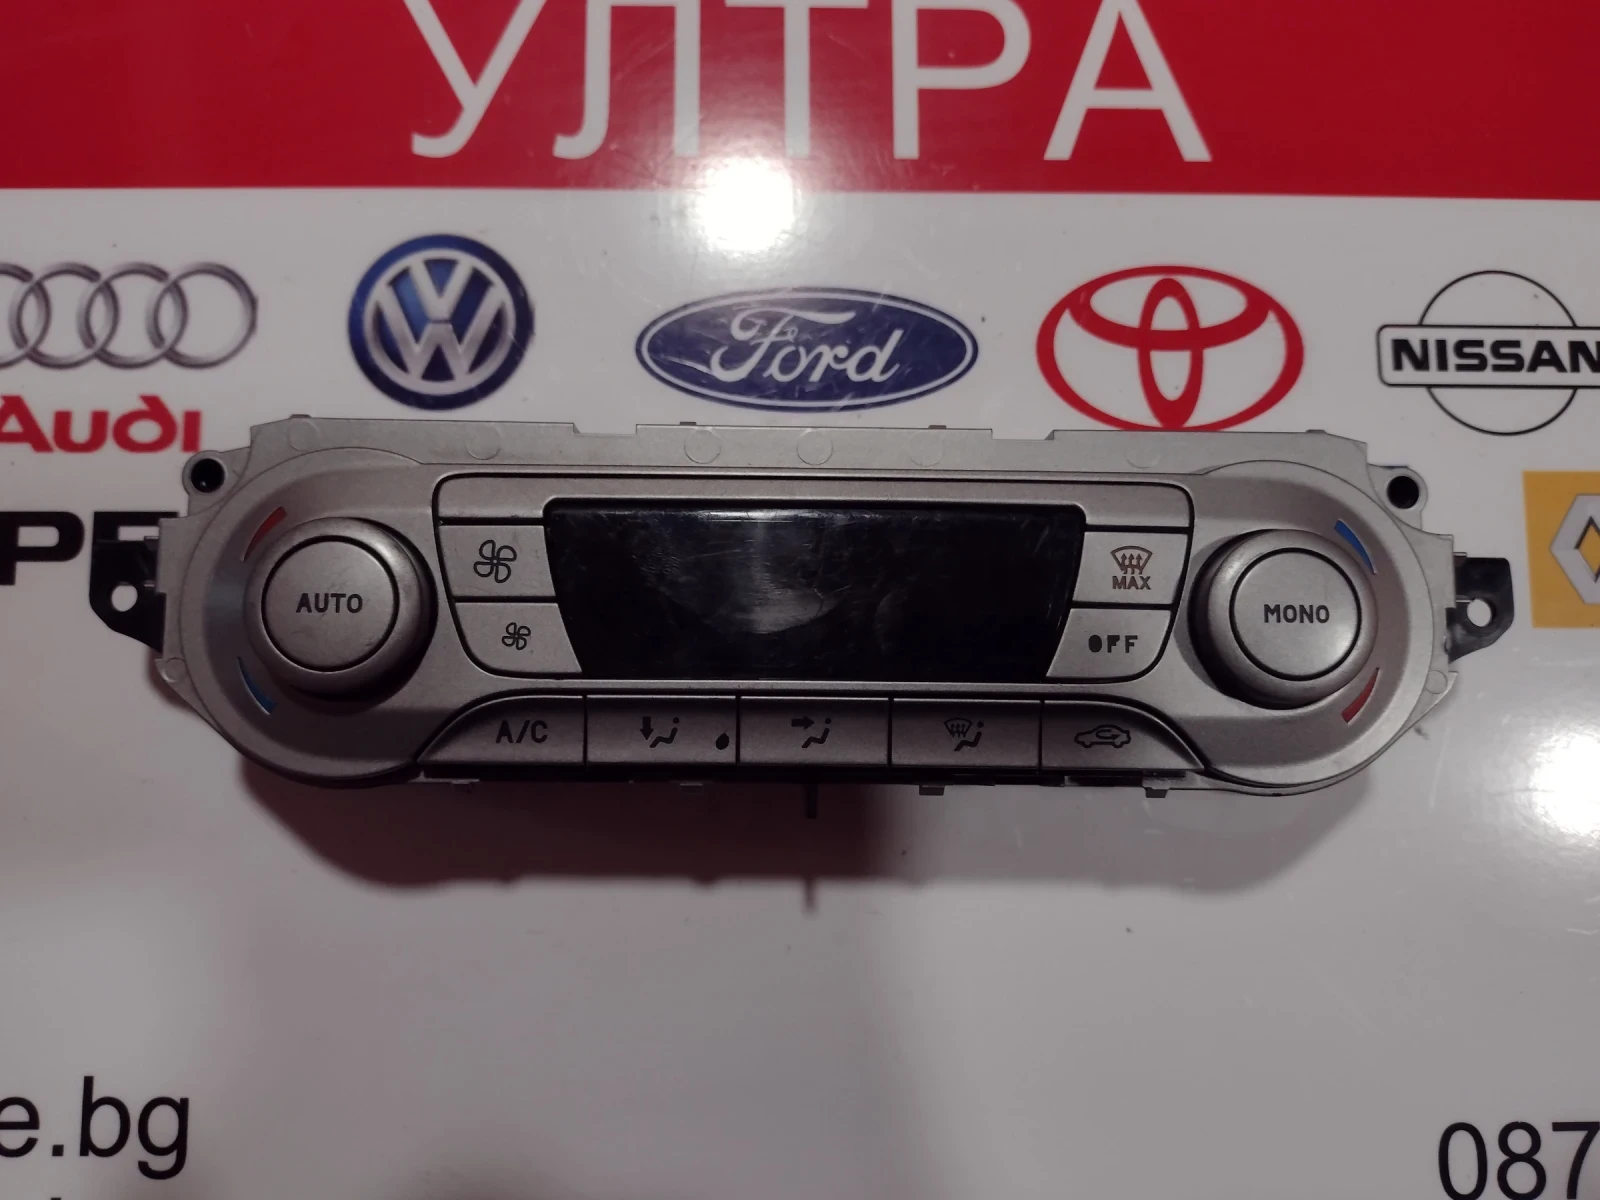 УЛТРА
Ford
NISSAN
Audi
AUTO
MAX
MONO
OFF
A/C
e.bg
087